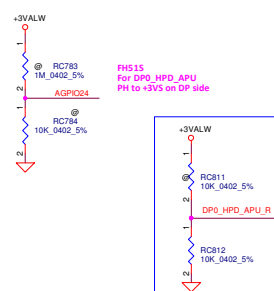 +3VALW
1
@ RC783
1M_0402_5%
2
AGPIO24
FH51S
For DP0_HPD_APU
PH to +3VS on DP side
1
@
RC784
10K_0402_5%
2
+3VALW
1
@ RC811
10K_0402_5%
2
DP0_HPD_APU_R
1
RC812
10K_0402_5%
2